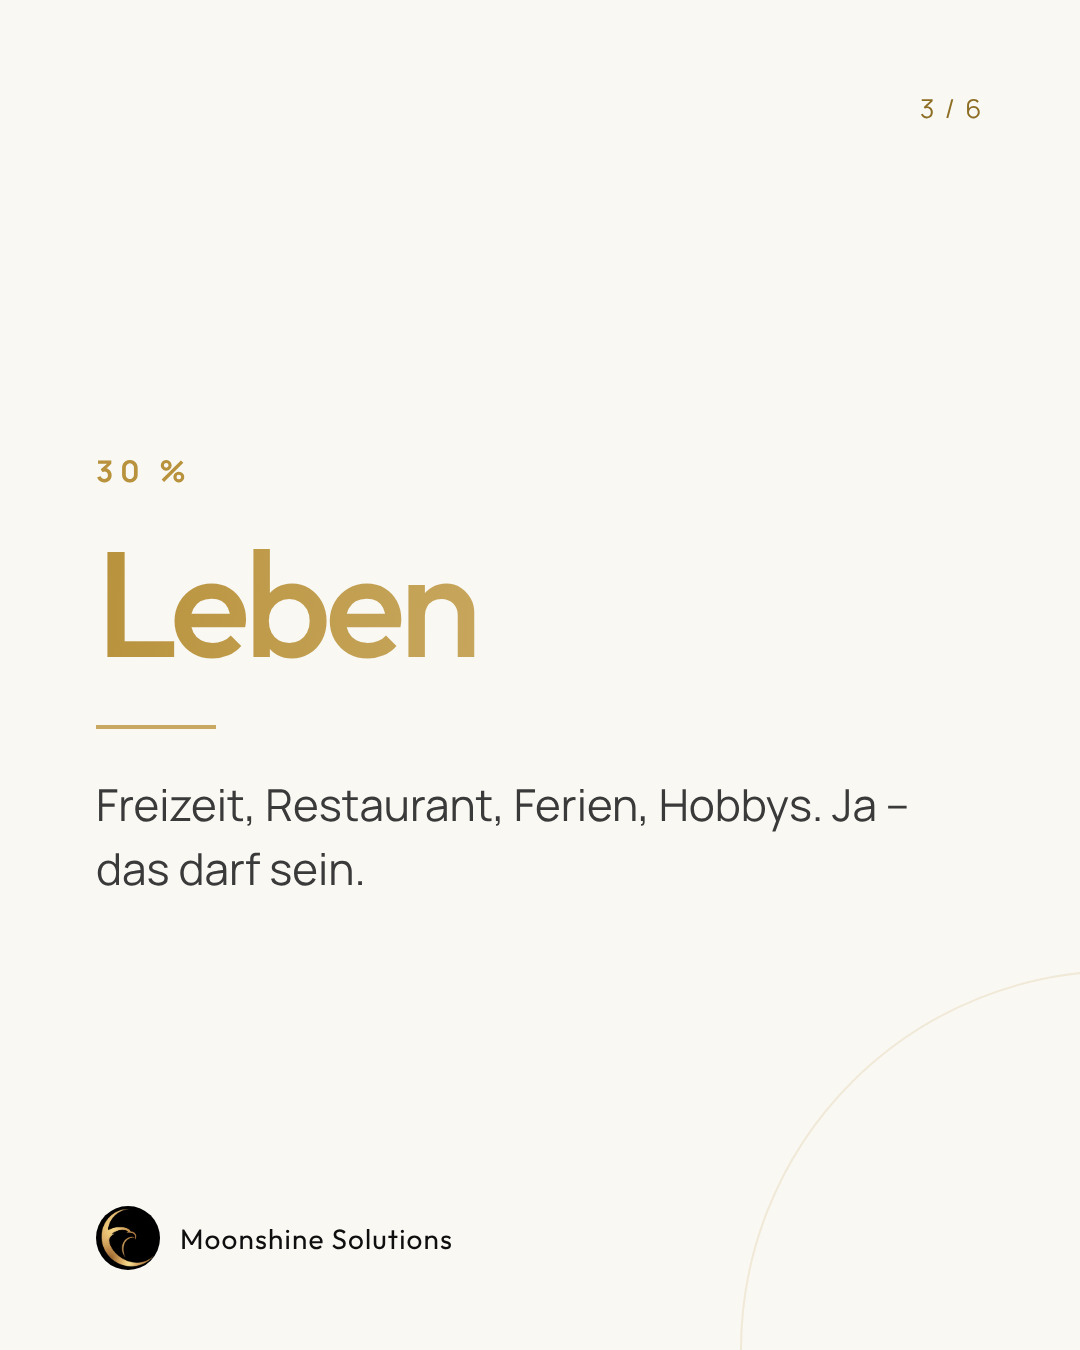 3 / 6
30 %
Leben
Freizeit, Restaurant, Ferien, Hobbys. Ja –
das darf sein.
Moonshine Solutions